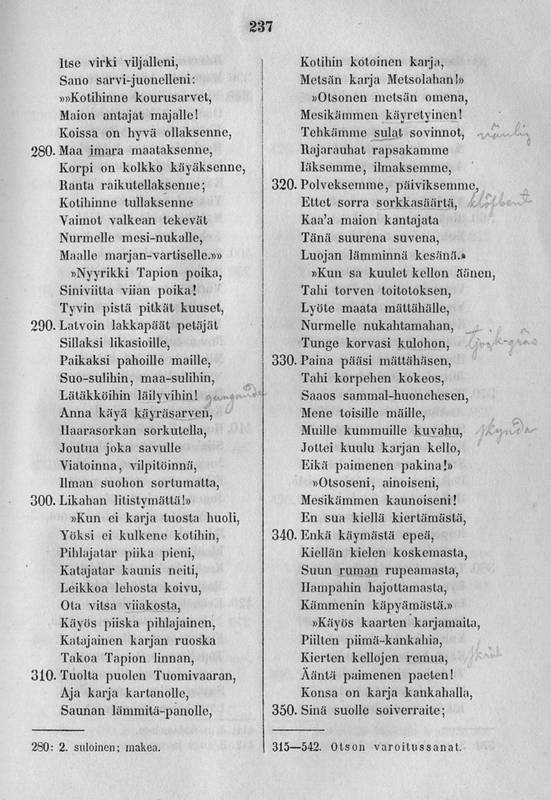 237
Itse virki viljalleni,
Sano sarvi-juonelleni:
»»Kotihinne kourusarvet,
Maion antajat majalle!
Koissa on hyvä ollaksenne,
280. Maa imara maataksenne,
Korpi on kolkko käyäksenne,
Ranta raikutellaksenne;
Kotihinne tullaksenne
Vaimot valkean tekevät
Nurmelle mesi-nukalle,
Maalle marjan-vartiselle.»»
»Nyyrikki Tapion poika,
Siniviitta viian poika!
Tyvin pistä pitkät kuuset,
290. Latvoin lakkapäät petäjät
Sillaksi likasioille,
Paikaksi pahoille maille,
Suo-sulihin, maa-sulihin,
Lätäkköihin läilyvihin!
Anna käyä käyräsarven,
Haarasorkan sorkutella,
Joutua joka savulle
Viatoinna, vilpitöinnä,
Ilman suohon sortumatta,
300. Likahan litistymättä!»
»Kun ei karja tuosta huoli,
Yöksi ei kulkene kotihin,
Pihlajatar piika pieni,
Katajatar kaunis neiti,
Leikkoa lehosta koivu,
Ota vitsa viiakosta,
Käyös piiska pihlajainen,
Katajainen karjan ruoska
Takoa Tapion linnan,
310. Tuolta puolen Tuomivaaran,
Aja karja kartanolle,
Saunan lämmitä-panolle,
280: 2. suloinen; makea.
Kotihin kotoinen karja,
Metsän karja Metsolahan!»
»Otsonen metsän omena,
Mesikämmen käyretyinen!
Tehkämme sulat sovinnot,
Rajarauhat rapsakamme
Iäksemme, ilmaksemme,
320. Polveksemme, päiviksemme,
Ettet sorra sorkkasäärtä,
Kaa'a maion kantajata
Tänä suurena suvena,
Luojan lämminnä kesänä.»
»Kun sa kuulet kellon äänen,
Tahi torven toitotoksen,
Lyöte maata mättähälle,
Nurmelle nukahtamahan,
Tunge korvasi kulohon,
330. Paina pääsi mättähäsen,
Tahi korpehen kokeos,
Saaos sammal-huonehesen,
Mene toisille mäille,
Muille kummuille kuvahu,
Jottei kuulu karjan kello,
Eikä paimenen pakina!»
»Otsoseni, ainoiseni,
Mesikämmen kaunoiseni!
En sua kiellä kiertämästä,
340. Enkä käymästä epeä,
Kiellän kielen koskemasta,
Suun ruman rupeamasta,
Hampahin hajottamasta,
Kämmenin käpyämästä.»
»Käyös kaarten karjamaita,
Piilten piimä-kankahia,
Kierten kellojen remua,
Ääntä paimenen paeten!
Konsa on karja kankahalla,
350. Sinä suolle soiverraite;
315—542. Otson varoitussanat.